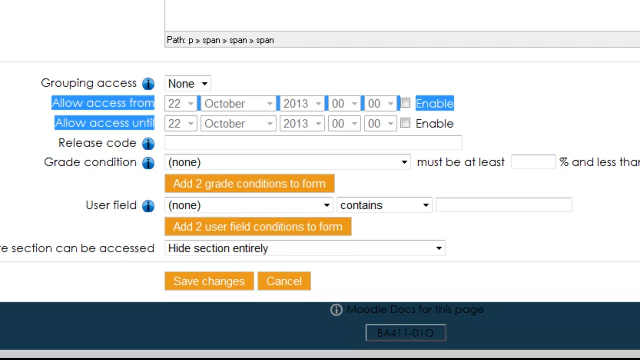 Path: p » span » span » span
Grouping access None
Allow access from 22 October 2013 00 00 Enable
Allow access until 22 October 2013 00 00 Enable
Release code
Grade condition (none) must be at least % and less than
Add 2 grade conditions to form
User field (none) contains
Add 2 user field conditions to form
section can be accessed Hide section entirely
Save changes Cancel
Moodle Docs for this page
BA411-01O